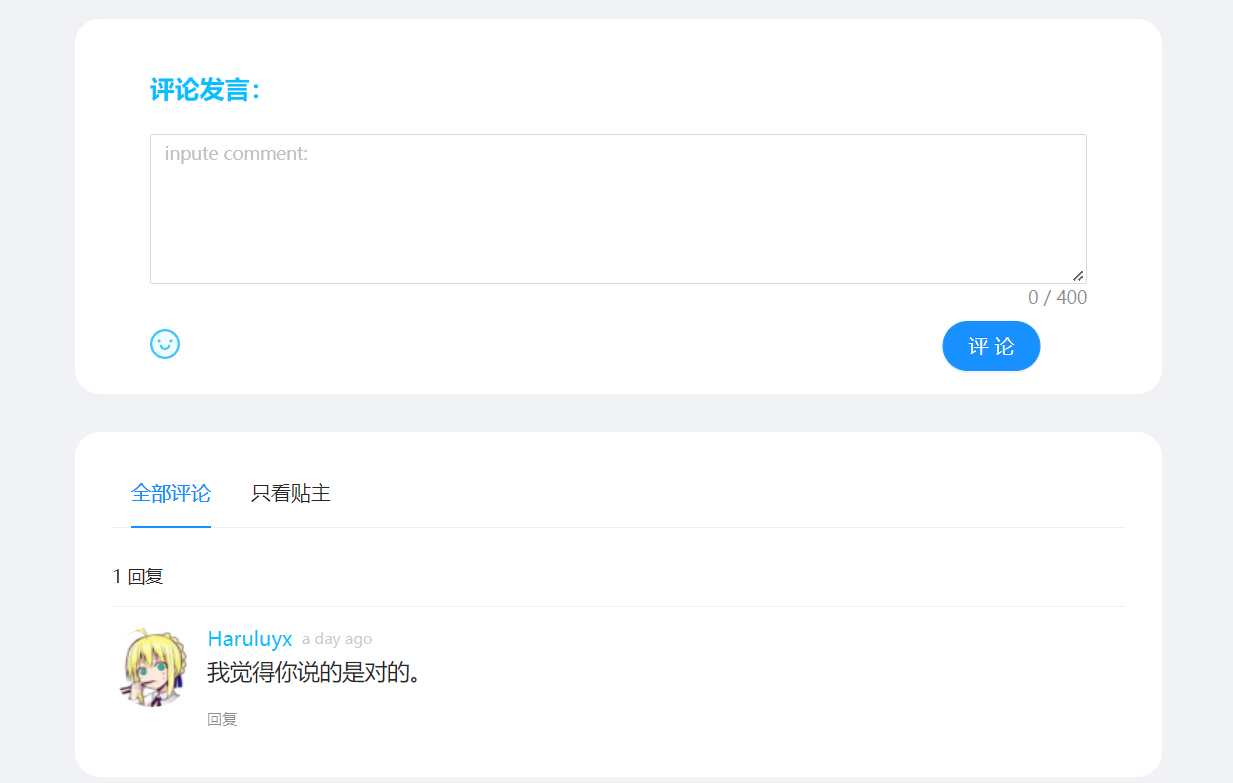 评论发言：
inpute comment:
0 / 400
评 论
全部评论 只看贴主
1 回复
Haruluyx a day ago
我觉得你说的是对的。
回复